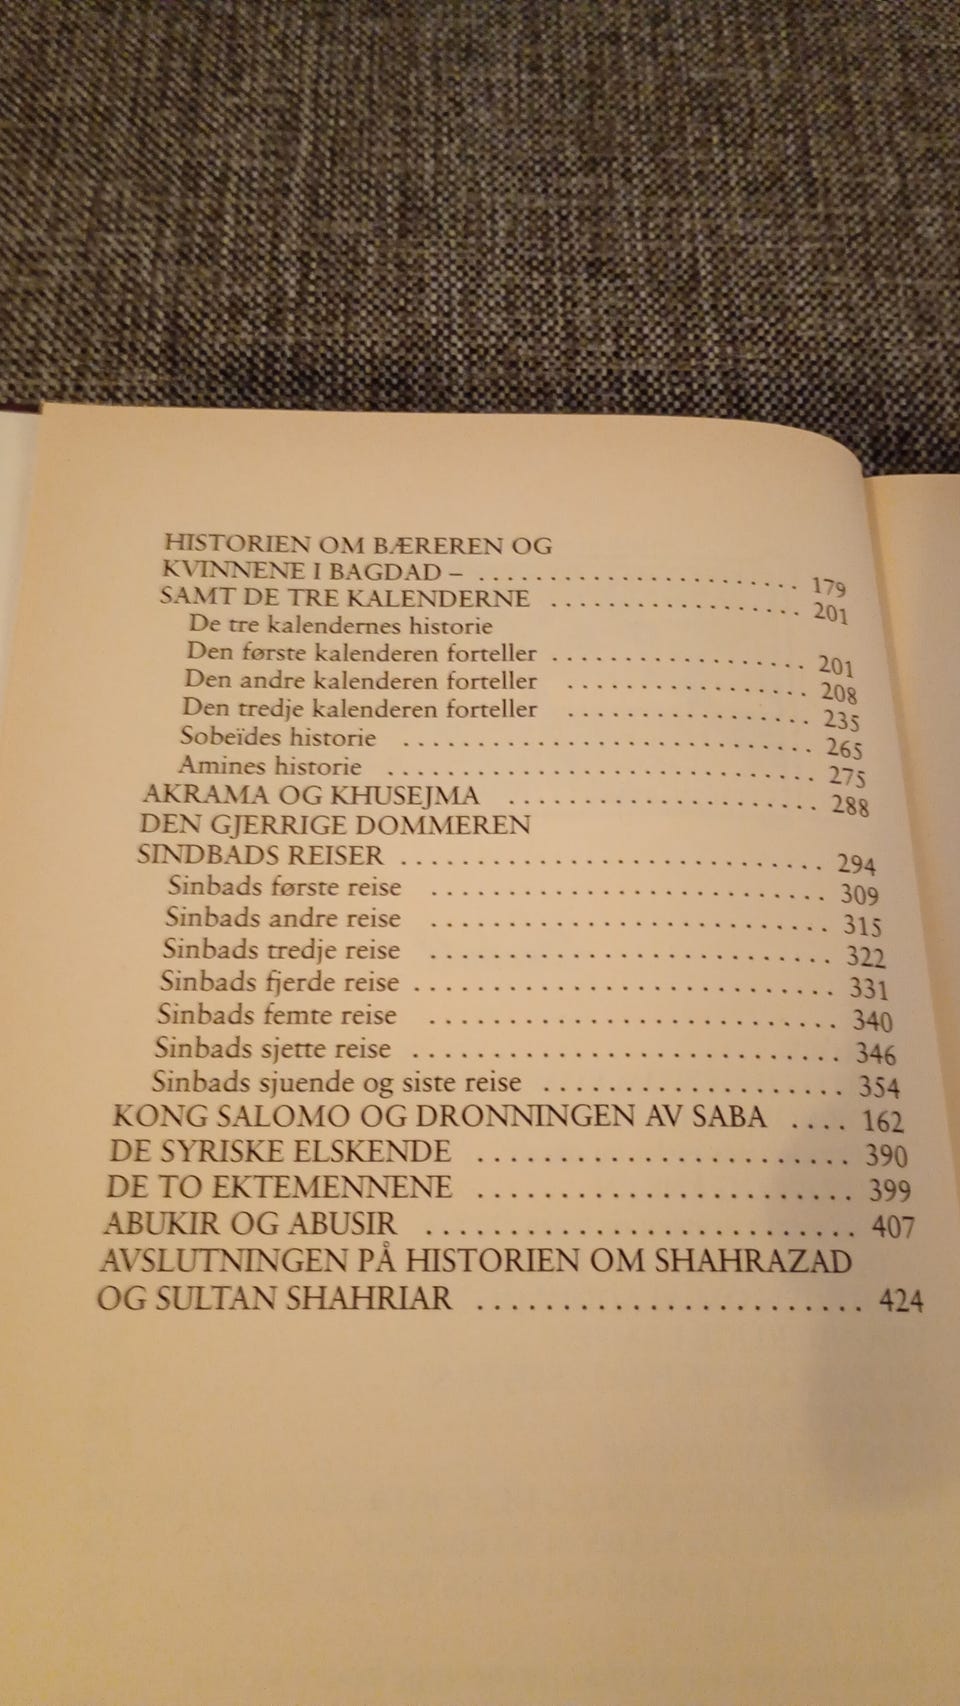 HISTORIEN OM BÆREREN OG
KVINNENE I BAGDAD – ........................ 179
SAMT DE TRE KALENDERNE .................. 201
De tre kalendernes historie
Den første kalenderen forteller .................. 201
Den andre kalenderen forteller ................. 208
Den tredje kalenderen forteller ................. 235
Sobeïdes historie ............................. 265
Amines historie .............................. 275
AKRAMA OG KHUSEJMA ...................... 288
DEN GJERRIGE DOMMEREN
SINDBADS REISER .............................. 294
Sinbads første reise ............................ 309
Sinbads andre reise ............................ 315
Sinbads tredje reise ............................ 322
Sinbads fjerde reise ............................. 331
Sinbads femte reise ............................ 340
Sinbads sjette reise ............................. 346
Sinbads sjuende og siste reise ..................... 354
KONG SALOMO OG DRONNINGEN AV SABA .... 162
DE SYRISKE ELSKENDE ........................ 390
DE TO EKTEMENNENE ........................ 399
ABUKIR OG ABUSIR ........................... 407
AVSLUTNINGEN PÅ HISTORIEN OM SHAHRAZAD
OG SULTAN SHAHRIAR ........................ 424